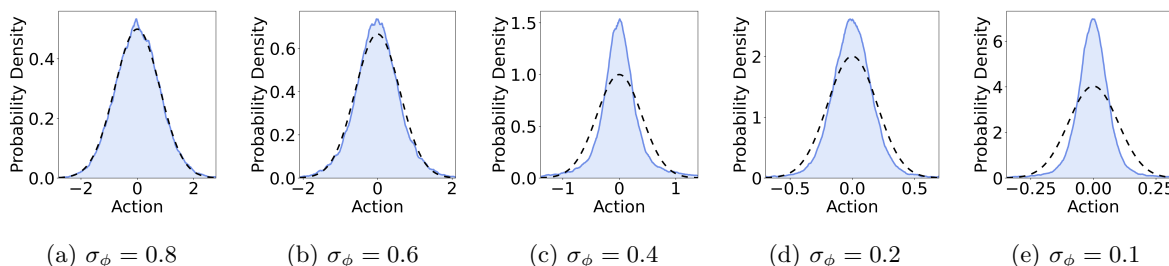 Probability Density
0.4
0.2
0.0
−2 0 2
Action
(a) σ_ϕ = 0.8
Probability Density
0.6
0.4
0.2
0.0
−2 0 2
Action
(b) σ_ϕ = 0.6
Probability Density
1.5
1.0
0.5
0.0
−1 0 1
Action
(c) σ_ϕ = 0.4
Probability Density
2
1
0
−0.5 0.0 0.5
Action
(d) σ_ϕ = 0.2
Probability Density
6
4
2
0
−0.25 0.00 0.25
Action
(e) σ_ϕ = 0.1